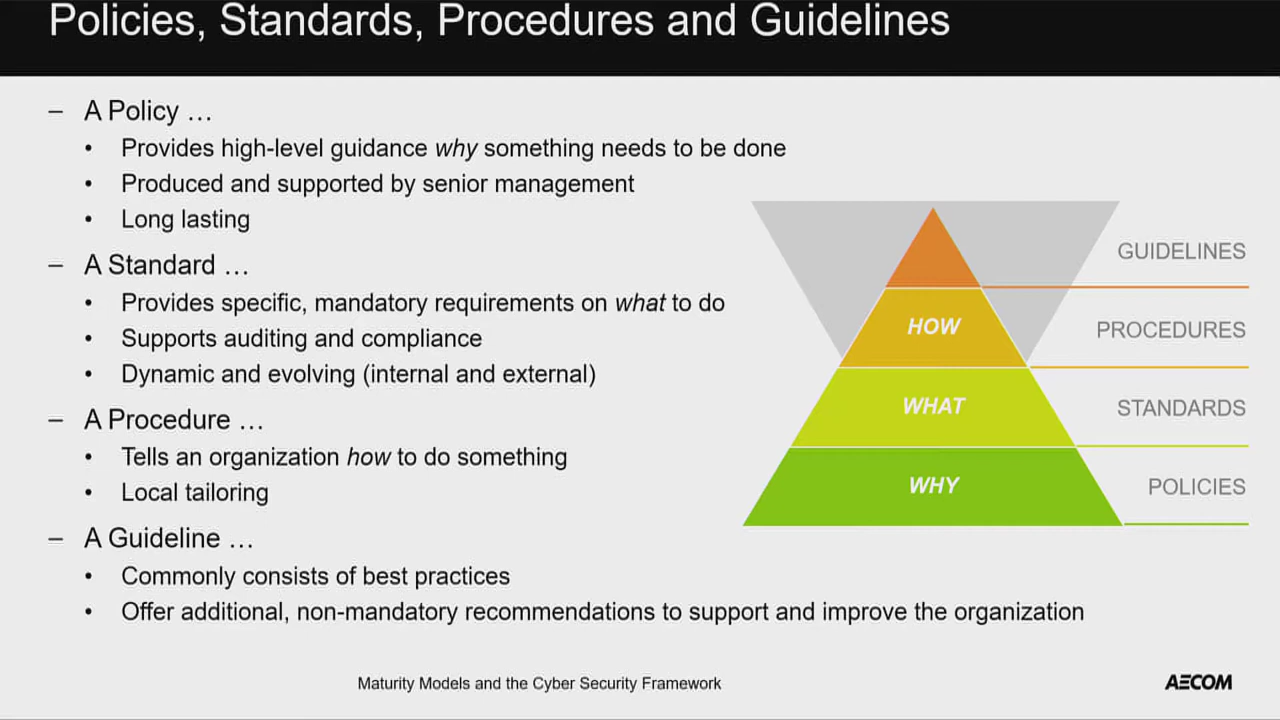 Policies, Standards, Procedures and Guidelines
– A Policy …
• Provides high-level guidance why something needs to be done
• Produced and supported by senior management
• Long lasting
– A Standard …
• Provides specific, mandatory requirements on what to do
• Supports auditing and compliance
• Dynamic and evolving (internal and external)
– A Procedure …
• Tells an organization how to do something
• Local tailoring
– A Guideline …
• Commonly consists of best practices
• Offer additional, non-mandatory recommendations to support and improve the organization
GUIDELINES
HOW
PROCEDURES
WHAT
STANDARDS
WHY
POLICIES
Maturity Models and the Cyber Security Framework
AECOM